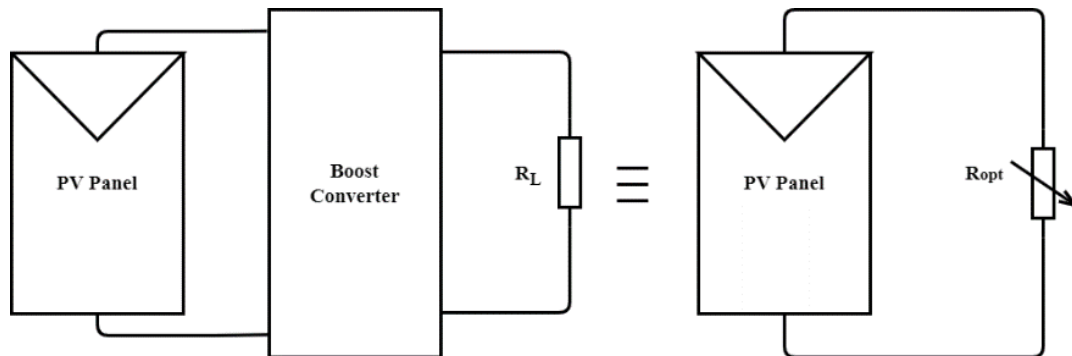 PV Panel
Boost
Converter
RL
PV Panel
Ropt